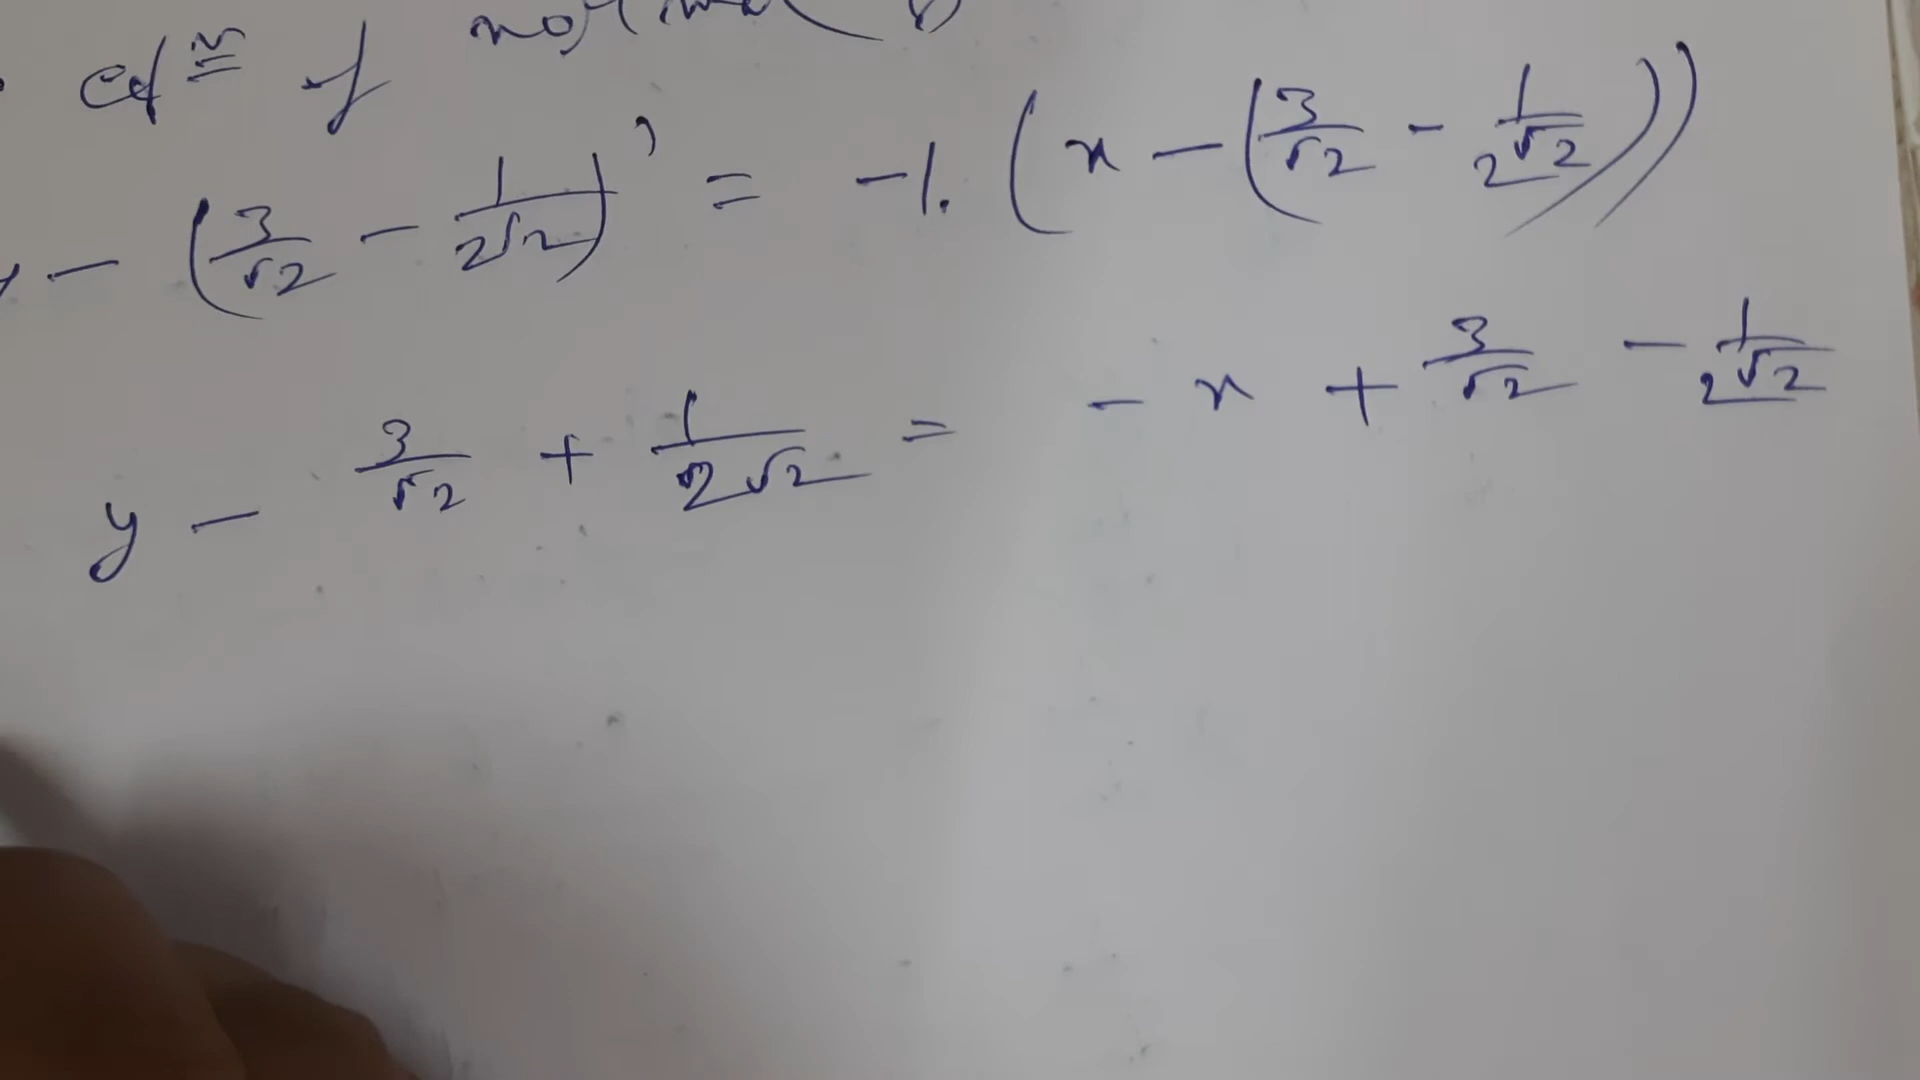 eqn of normal
y - (3/√2 - 1/2√2) = -1. (x - (3/√2 - 1/2√2))
y - 3/√2 + 1/2√2 = - x + 3/√2 - 1/2√2